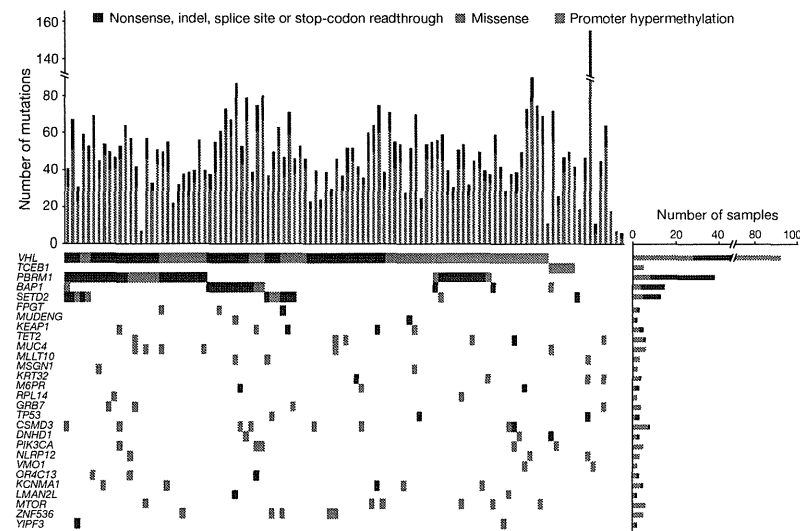 Nonsense, indel, splice site or stop-codon readthrough
Missense
Promoter hypermethylation
Number of mutations
160
140
80
60
40
20
0
Number of samples
0
20
40
80
100
VHL
TCEB1
PBRM1
BAP1
SETD2
FPGT
MUDENG
KEAP1
TET2
MUC4
MLLT10
MSGN1
KRT32
M6PR
RPL14
GRB7
TP53
CSMD3
DNHD1
PIK3CA
NLRP12
VMO1
OR4C13
KCNMA1
LMAN2L
MTOR
ZNF536
YIPF3